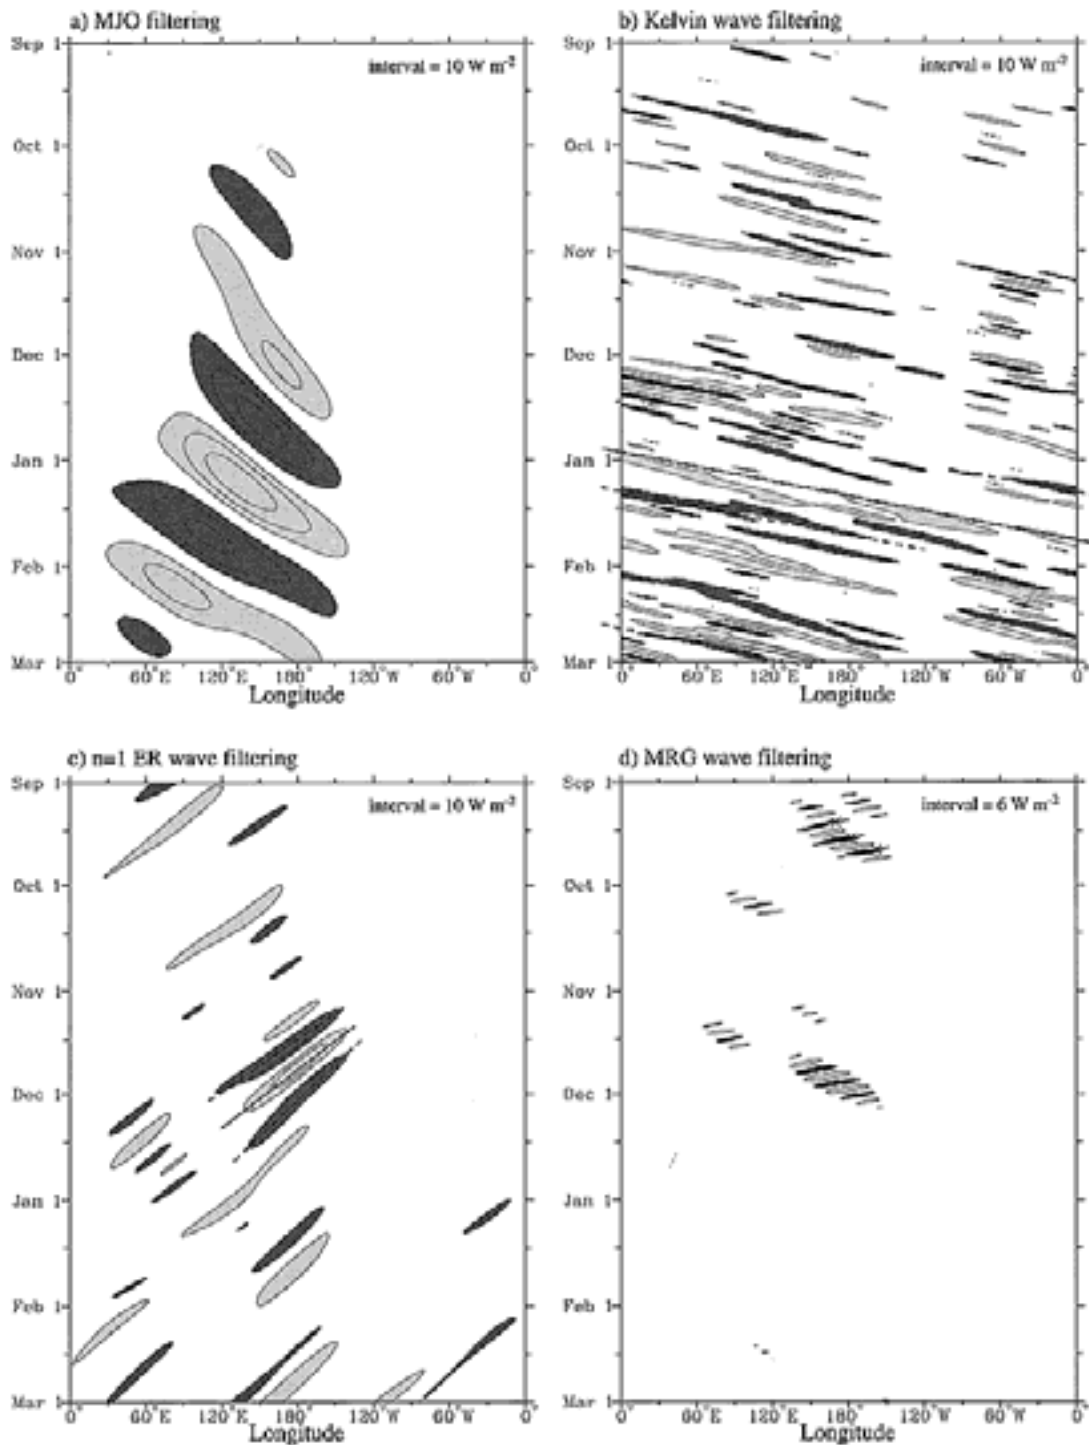 a) MJO filtering
interval = 10 W m⁻²
Sep 1
Oct 1
Nov 1
Dec 1
Jan 1
Feb 1
Mar 1
0° 60°E 120°E 180° 120°W 60°W 0°
Longitude
b) Kelvin wave filtering
interval = 10 W m⁻²
Sep 1
Oct 1
Nov 1
Dec 1
Jan 1
Feb 1
Mar 1
0° 60°E 120°E 180° 120°W 60°W 0°
Longitude
c) n=1 ER wave filtering
interval = 10 W m⁻²
Sep 1
Oct 1
Nov 1
Dec 1
Jan 1
Feb 1
Mar 1
0° 60°E 120°E 180° 120°W 60°W 0°
Longitude
d) MRG wave filtering
interval = 6 W m⁻²
Sep 1
Oct 1
Nov 1
Dec 1
Jan 1
Feb 1
Mar 1
0° 60°E 120°E 180° 120°W 60°W 0°
Longitude